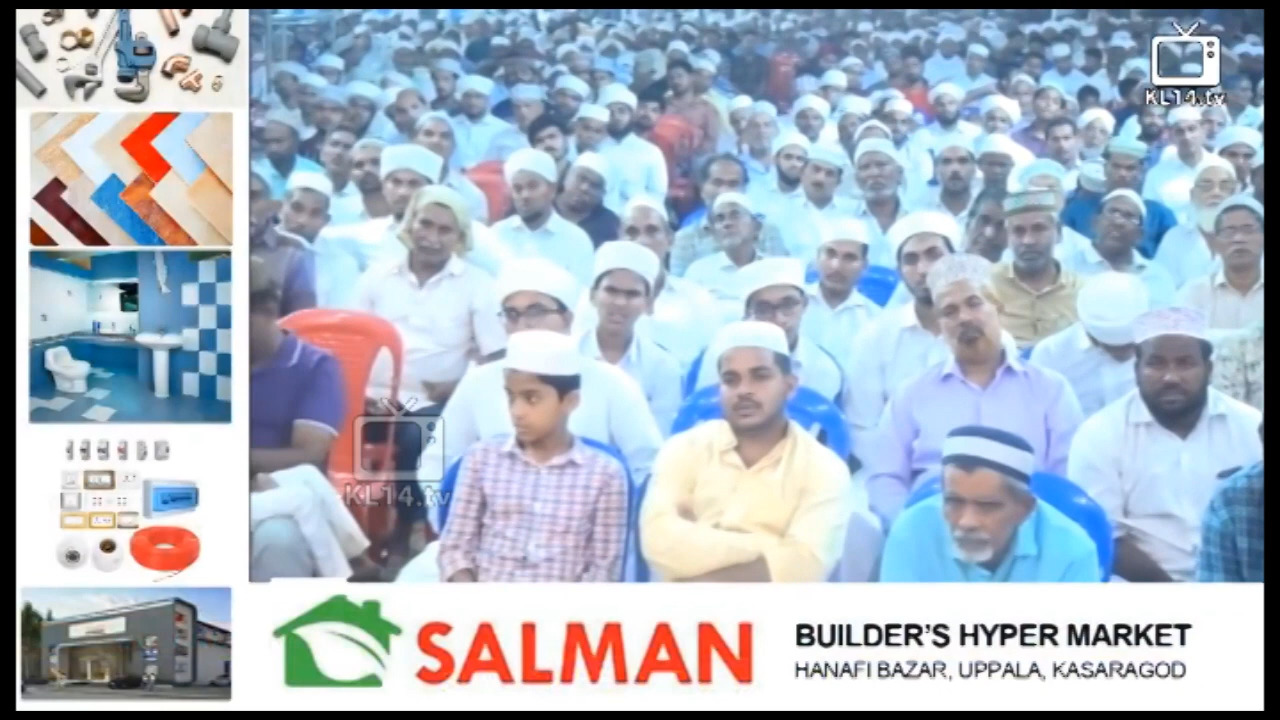 KL14.tv
KL14.tv
SALMAN
BUILDER'S HYPER MARKET
HANAFI BAZAR, UPPALA, KASARAGOD